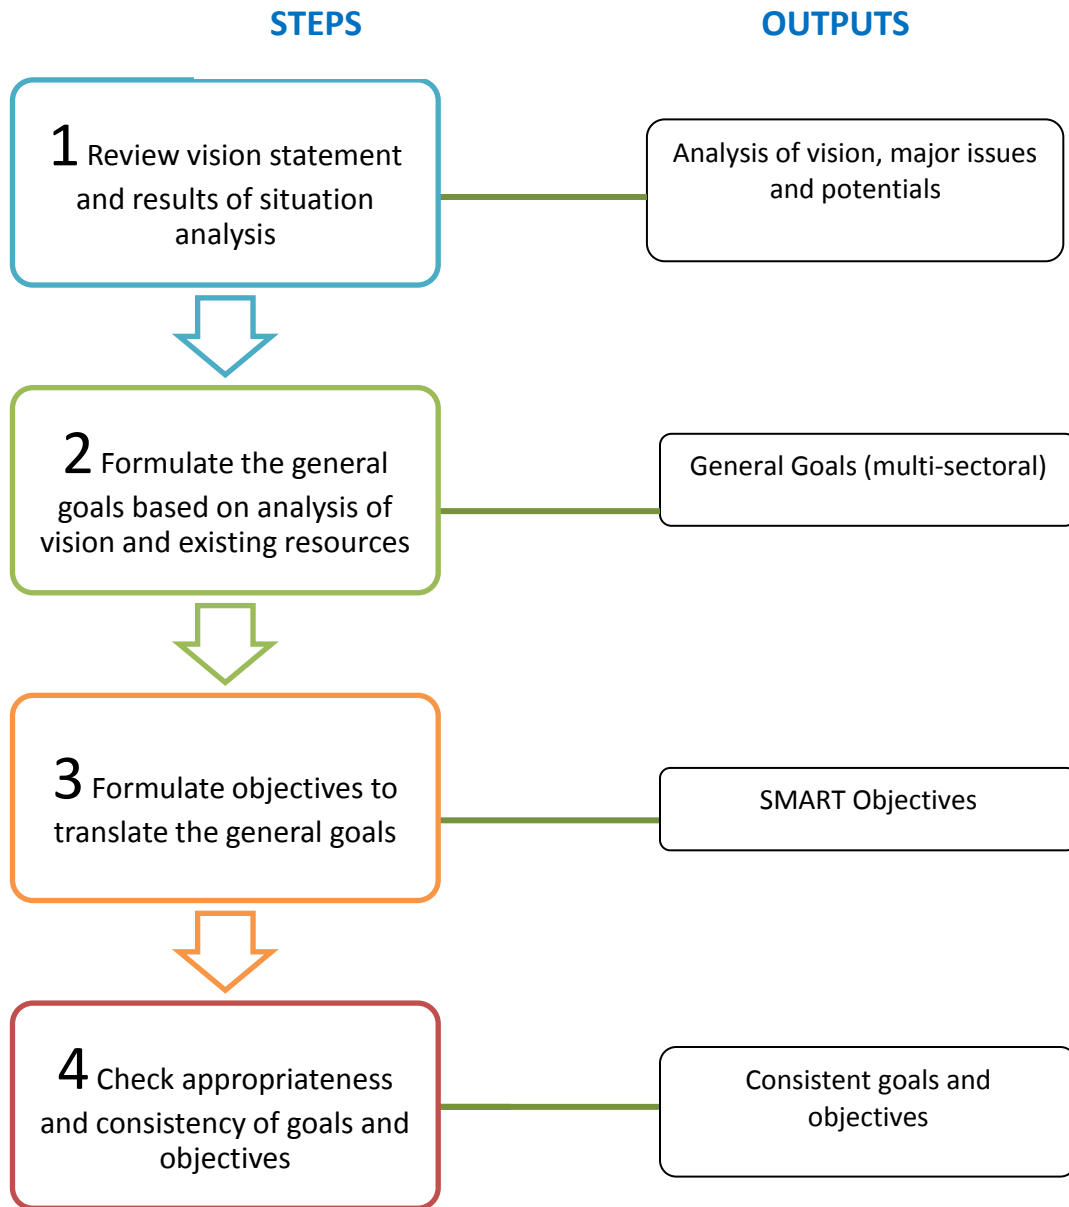 STEPS
OUTPUTS
1 Review vision statement
and results of situation
analysis
Analysis of vision, major issues
and potentials
2 Formulate the general
goals based on analysis of
vision and existing resources
General Goals (multi-sectoral)
3 Formulate objectives to
translate the general goals
SMART Objectives
4 Check appropriateness
and consistency of goals and
objectives
Consistent goals and
objectives